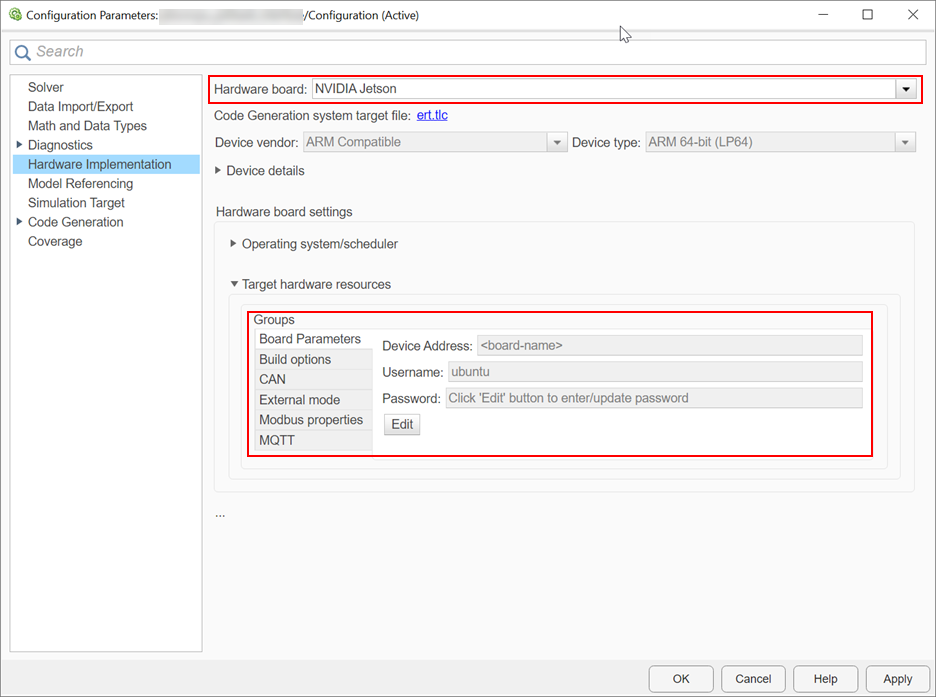 Configuration Parameters: /Configuration (Active)
Search
Solver
Data Import/Export
Math and Data Types
Diagnostics
Hardware Implementation
Model Referencing
Simulation Target
Code Generation
Coverage
Hardware board: NVIDIA Jetson
Code Generation system target file: ert.tlc
Device vendor: ARM Compatible Device type: ARM 64-bit (LP64)
Device details
Hardware board settings
Operating system/scheduler
Target hardware resources
Groups
Board Parameters
Build options
CAN
External mode
Modbus properties
MQTT
Device Address: <board-name>
Username: ubuntu
Password: Click 'Edit' button to enter/update password
Edit
...
OK Cancel Help Apply